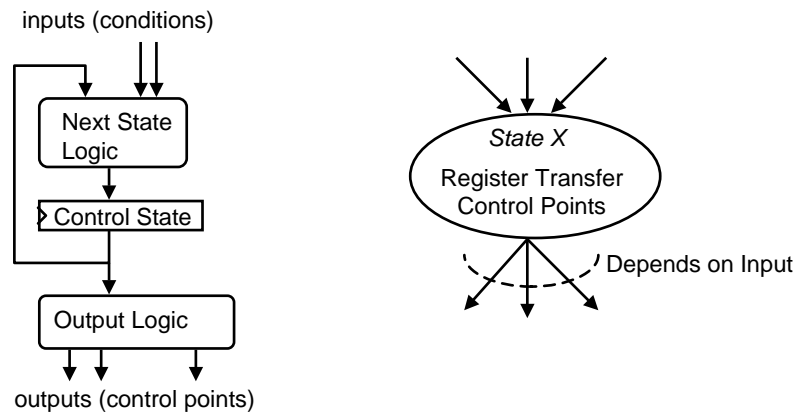 inputs (conditions)
Next State
Logic
Control State
Output Logic
outputs (control points)
State X
Register Transfer
Control Points
Depends on Input